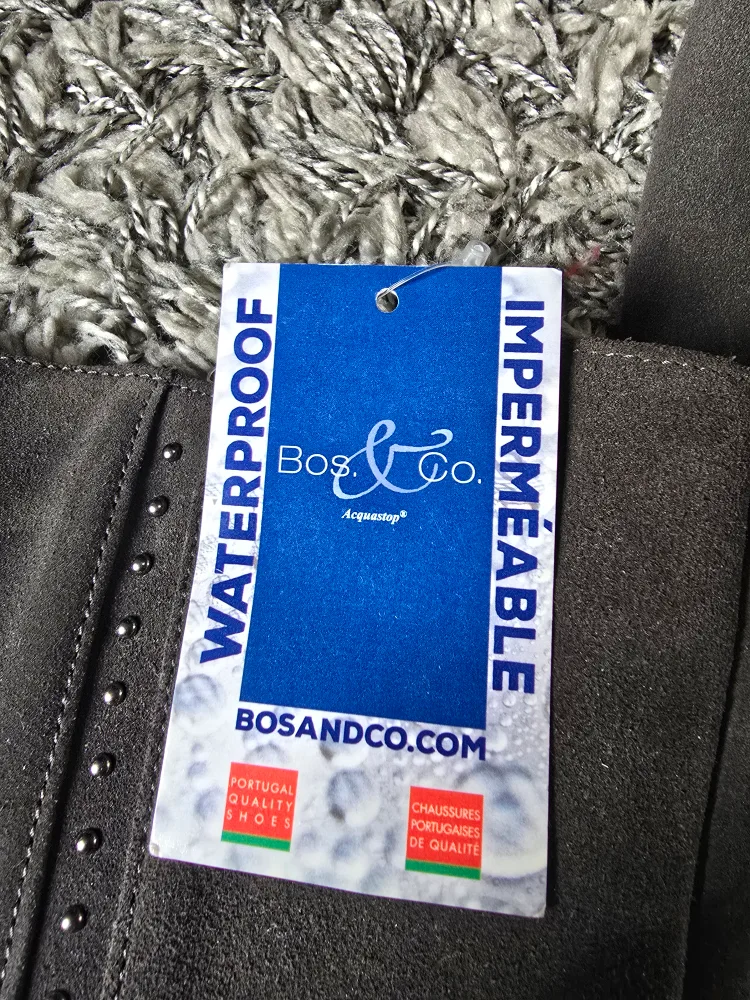 WATERPROOF
IMPERMÉABLE
Bos. & Co.
Acquastop®
BOSANDCO.COM
PORTUGAL
QUALITY
SHOES
CHAUSSURES
PORTUGAISES
DE QUALITÉ